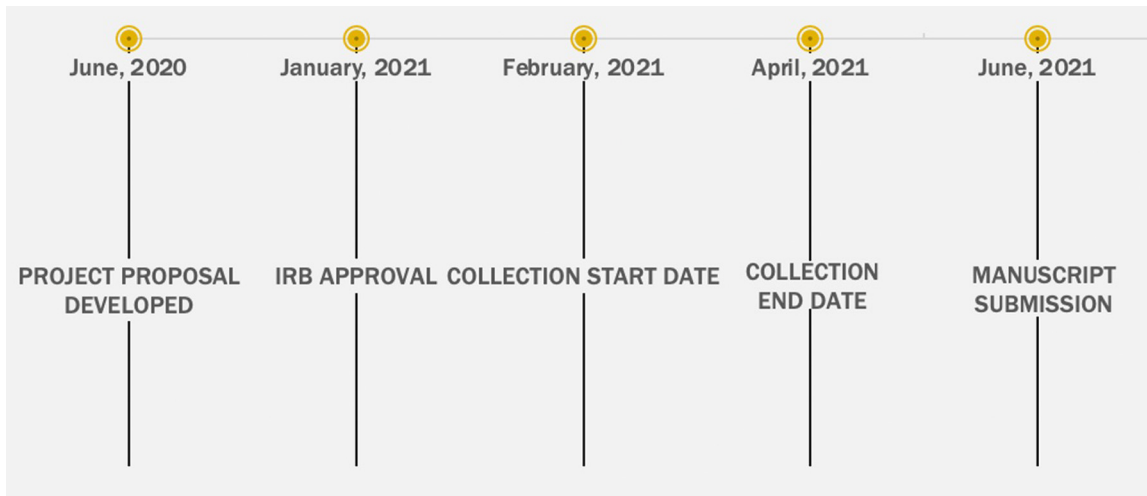 June, 2020
January, 2021
February, 2021
April, 2021
June, 2021
PROJECT PROPOSAL
DEVELOPED
IRB APPROVAL
COLLECTION START DATE
COLLECTION
END DATE
MANUSCRIPT
SUBMISSION